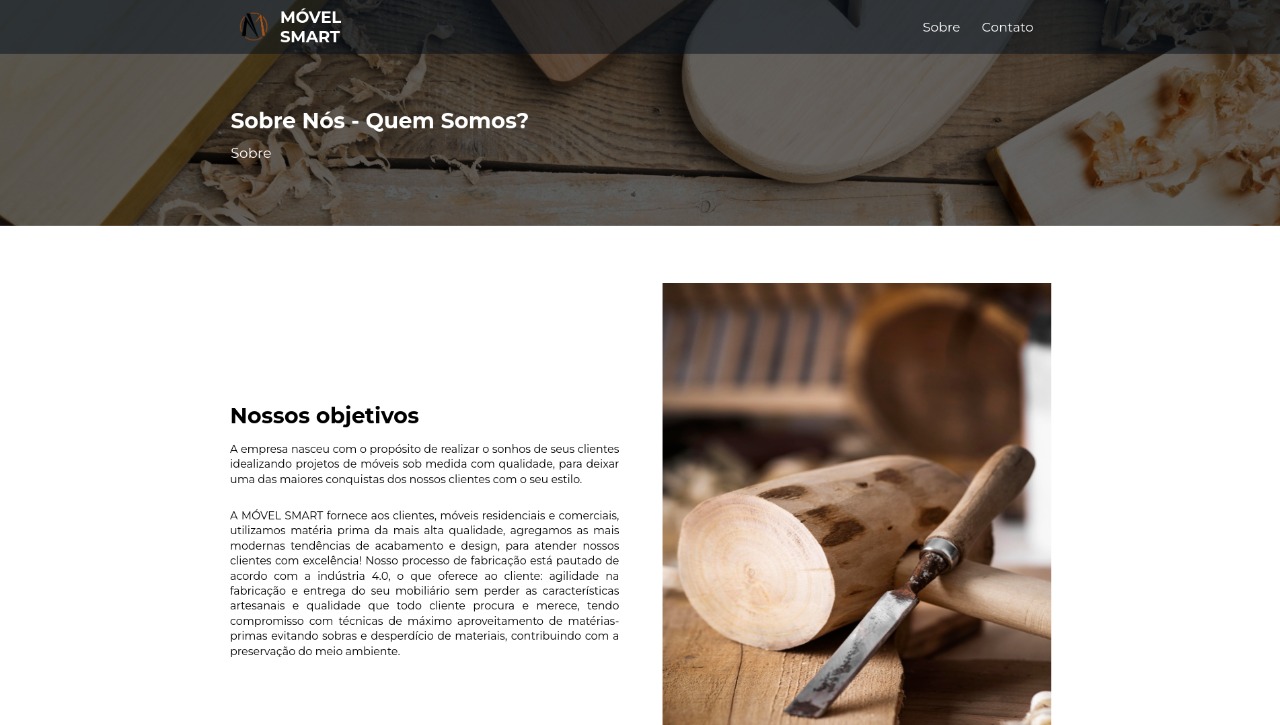 MÓVEL
SMART
Sobre Contato
Sobre Nós - Quem Somos?
Sobre
Nossos objetivos
A empresa nasceu com o propósito de realizar o sonhos de seus clientes
idealizando projetos de móveis sob medida com qualidade, para deixar
uma das maiores conquistas dos nossos clientes com o seu estilo.
A MÓVEL SMART fornece aos clientes, móveis residenciais e comerciais,
utilizamos matéria prima da mais alta qualidade, agregamos as mais
modernas tendências de acabamento e design, para atender nossos
clientes com excelência! Nosso processo de fabricação está pautado de
acordo com a indústria 4.0, o que oferece ao cliente: agilidade na
fabricação e entrega do seu mobiliário sem perder as características
artesanais e qualidade que todo cliente procura e merece, tendo
compromisso com técnicas de máximo aproveitamento de matérias-
primas evitando sobras e desperdício de materiais, contribuindo com a
preservação do meio ambiente.